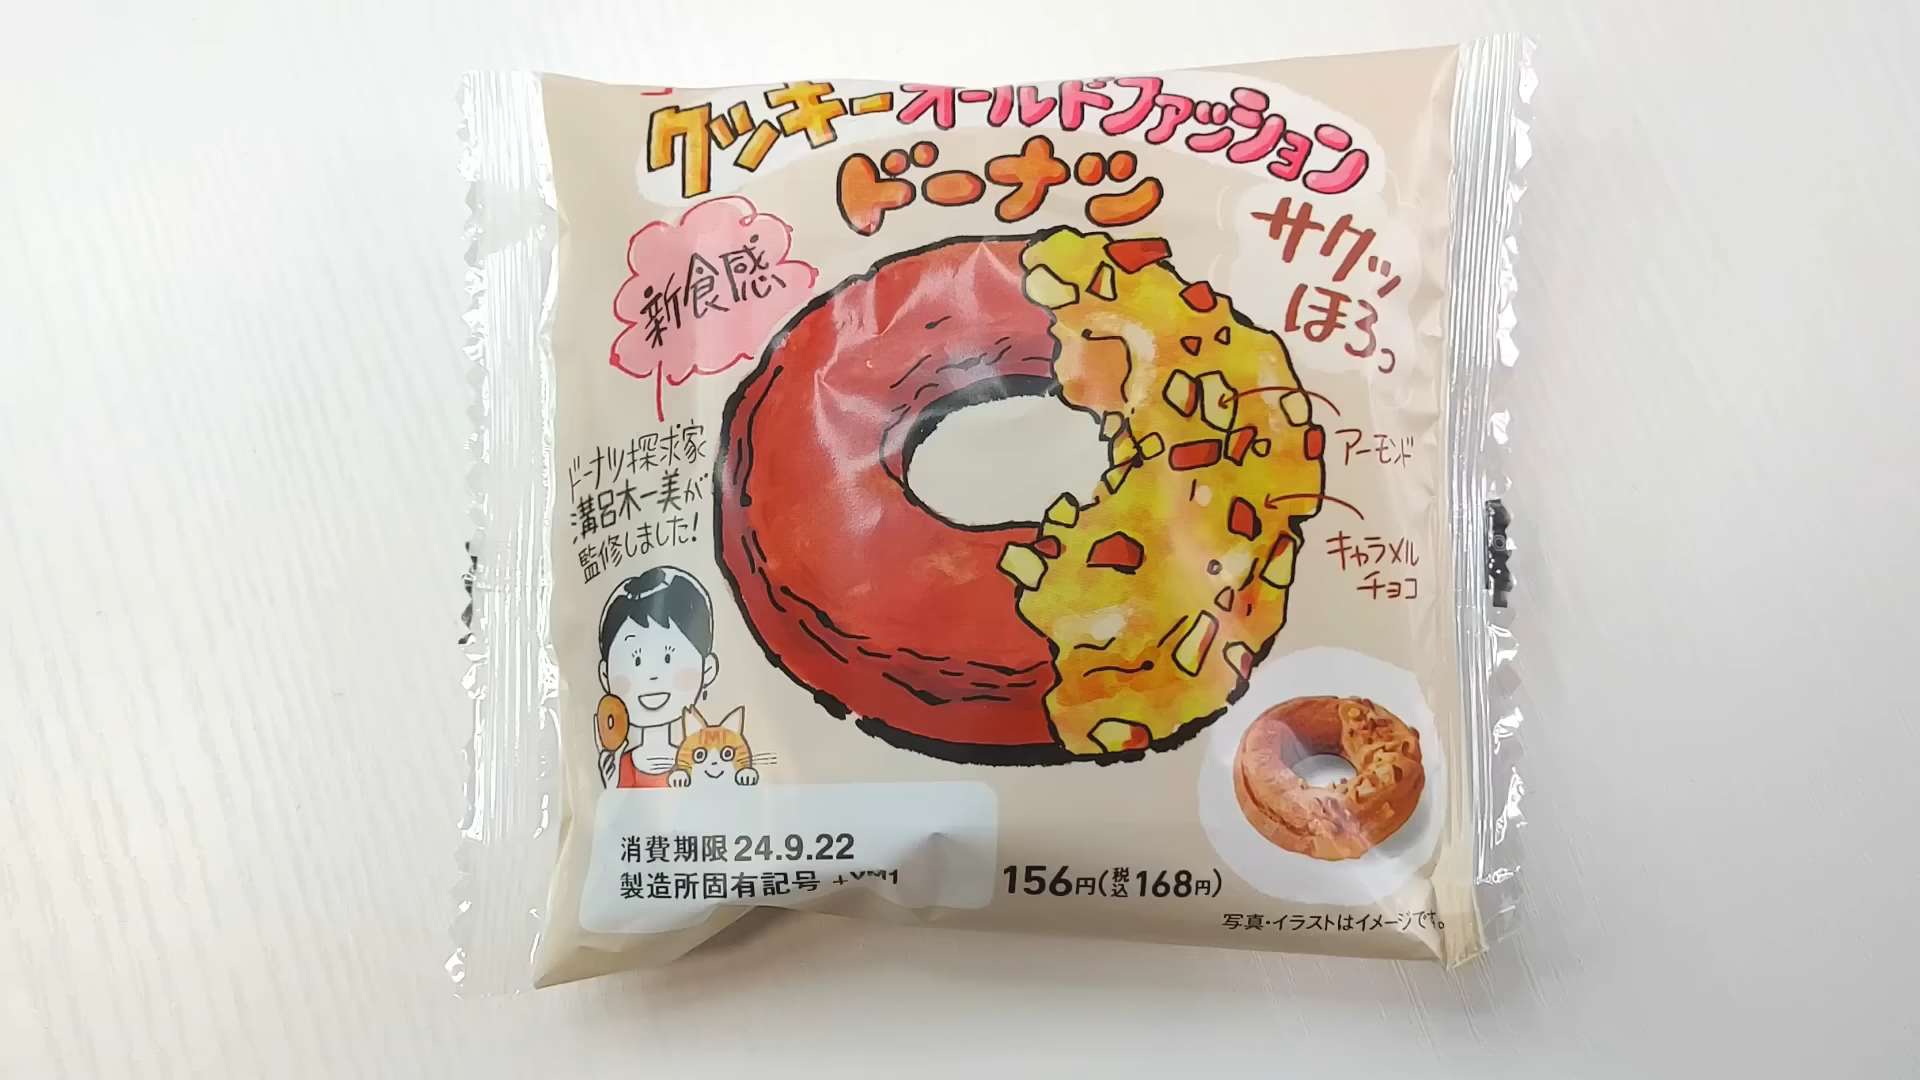 クッキーオールドファッション
ドーナツ
サクッ
ほろっ
新食感
ドーナツ探求家
溝呂木一美が
監修しました!
アーモンド
キャラメル
チョコ
消費期限 24.9.22
製造所固有記号 +YM1
156円(税込168円)
写真・イラストはイメージです。